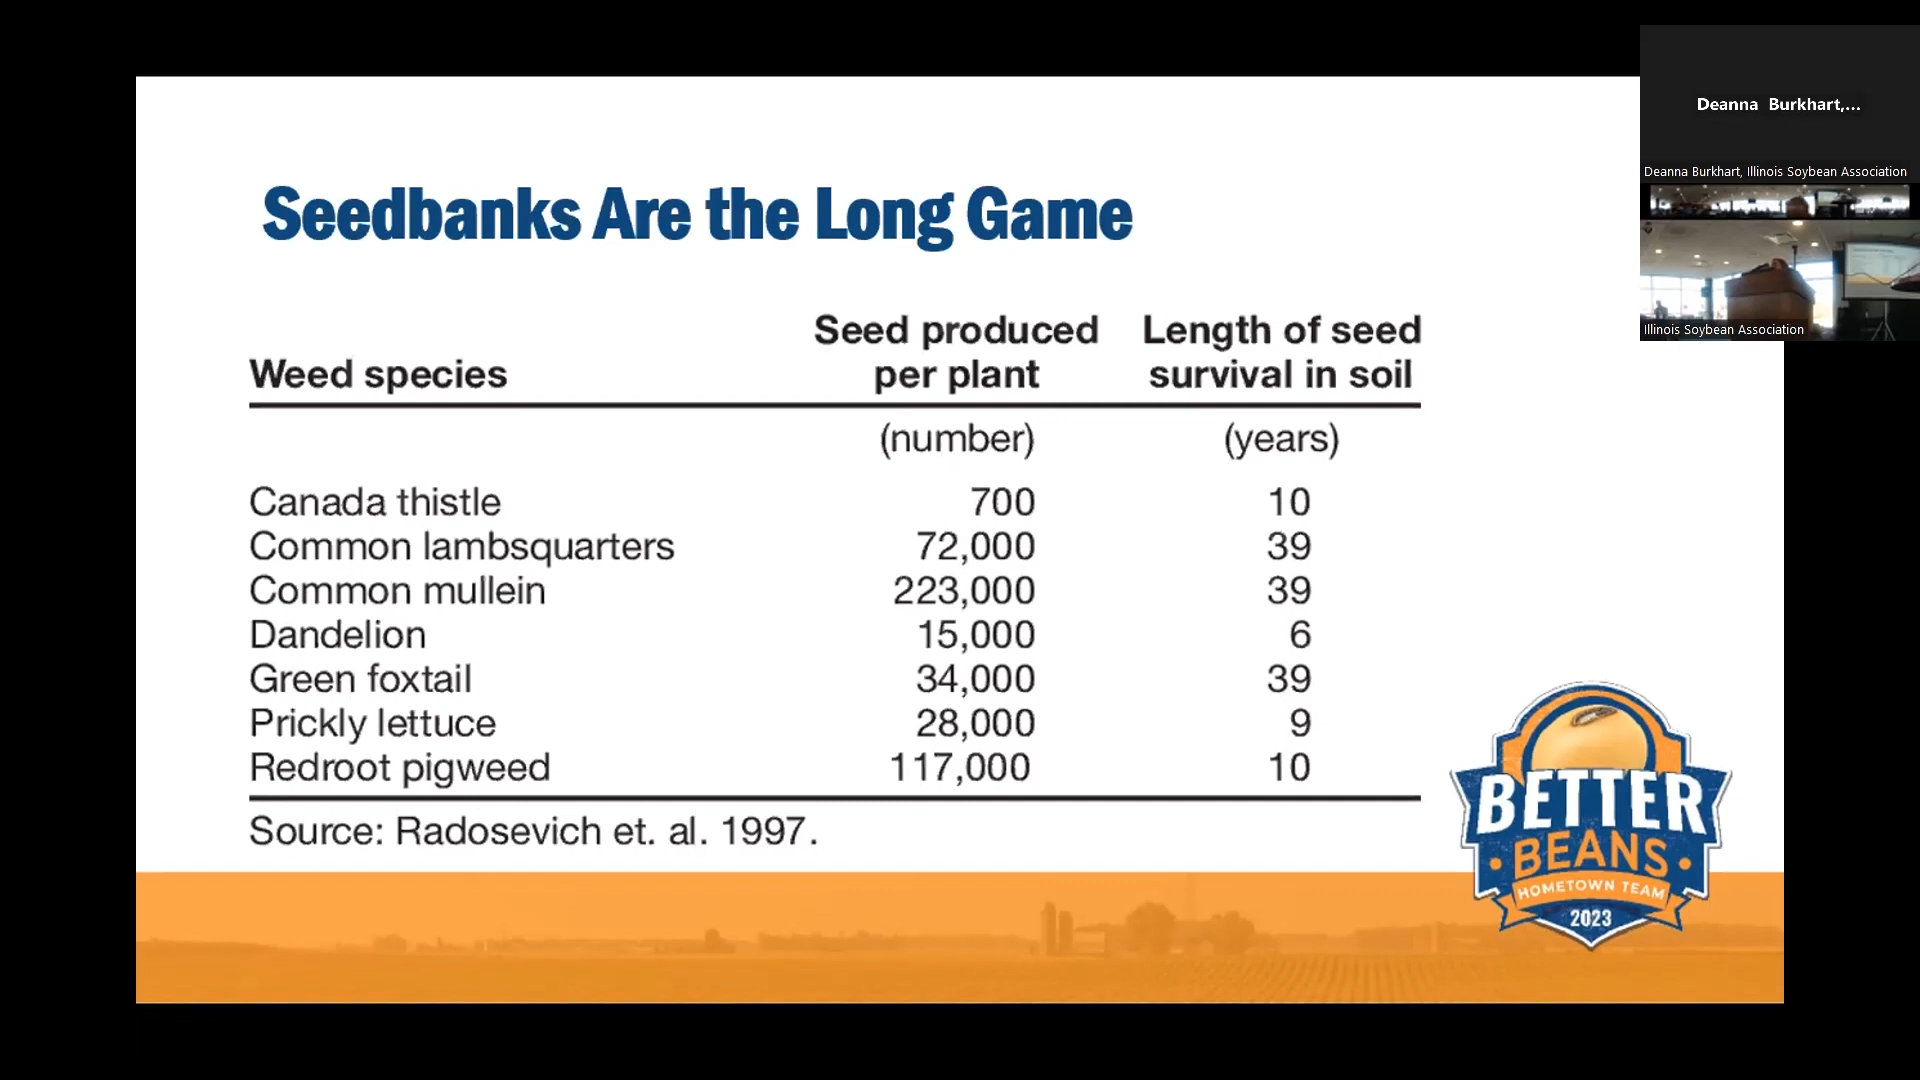 Seedbanks Are the Long Game
Weed species Seed produced per plant Length of seed survival in soil
(number) (years)
Canada thistle 700 10
Common lambsquarters 72,000 39
Common mullein 223,000 39
Dandelion 15,000 6
Green foxtail 34,000 39
Prickly lettuce 28,000 9
Redroot pigweed 117,000 10
Source: Radosevich et. al. 1997.
BETTER
BEANS
HOMETOWN TEAM
2023
Deanna Burkhart,...
Deanna Burkhart, Illinois Soybean Association
Illinois Soybean Association